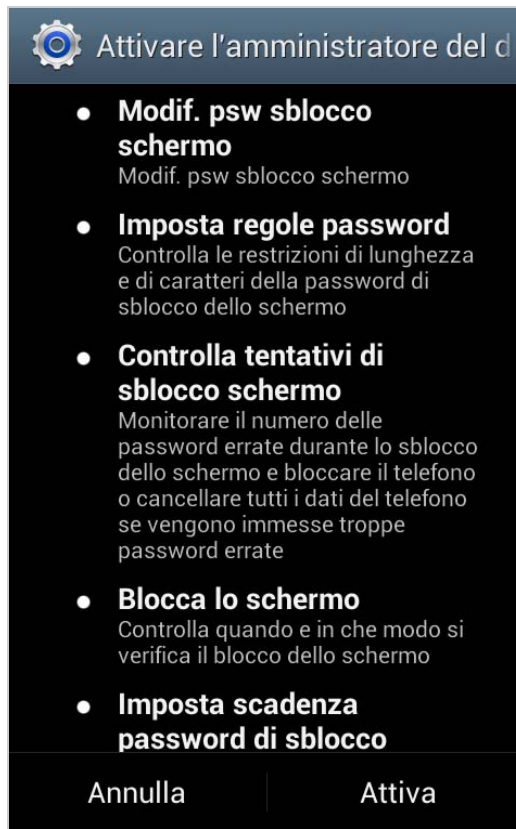 Attivare l'amministratore del d
Modif. psw sblocco
schermo
Modif. psw sblocco schermo
Imposta regole password
Controlla le restrizioni di lunghezza
e di caratteri della password di
sblocco dello schermo
Controlla tentativi di
sblocco schermo
Monitorare il numero delle
password errate durante lo sblocco
dello schermo e bloccare il telefono
o cancellare tutti i dati del telefono
se vengono immesse troppe
password errate
Blocca lo schermo
Controlla quando e in che modo si
verifica il blocco dello schermo
Imposta scadenza
password di sblocco
Annulla
Attiva